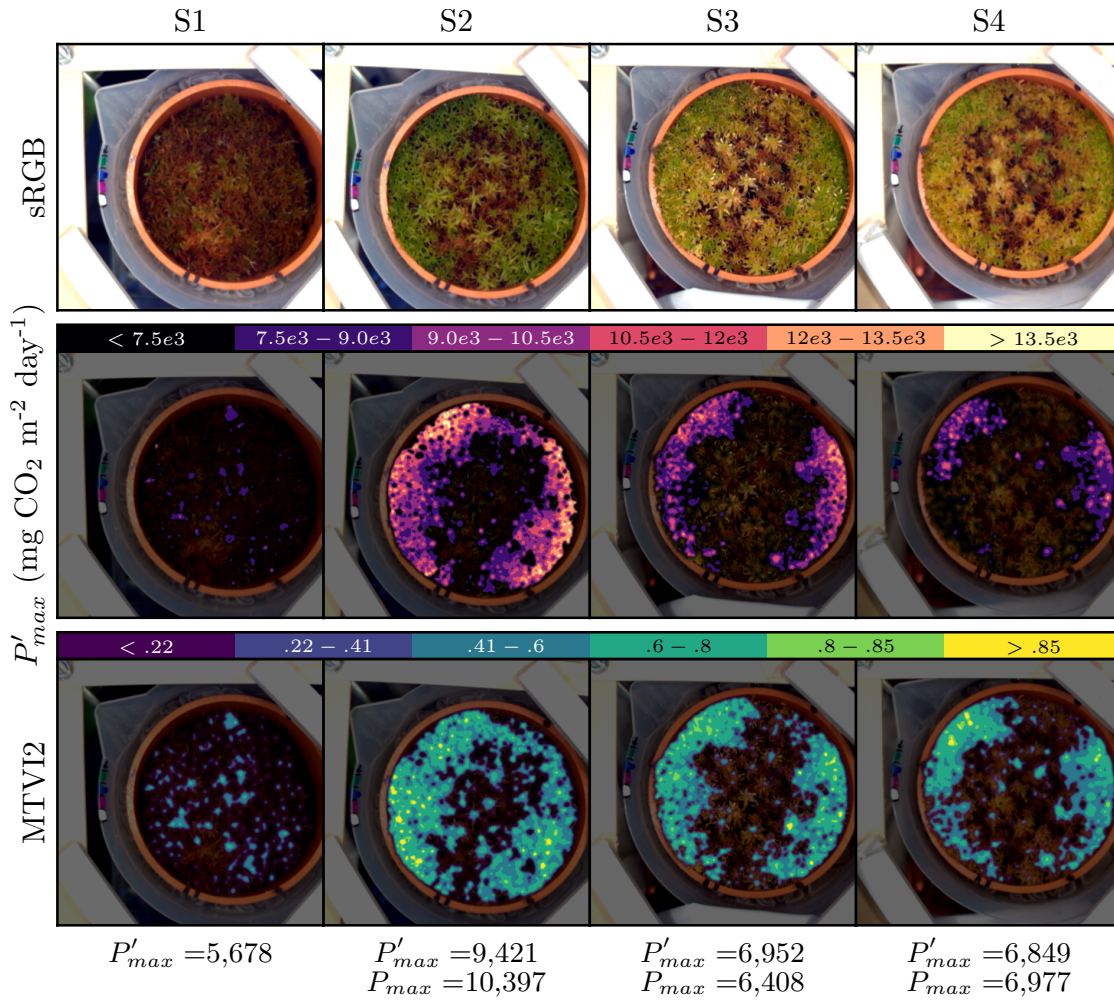 S1 S2 S3 S4
sRGB
P′max (mg CO2 m-2 day-1)
< 7.5e3 7.5e3 − 9.0e3 9.0e3 − 10.5e3 10.5e3 − 12e3 12e3 − 13.5e3 > 13.5e3
MTVI2
< .22 .22 − .41 .41 − .6 .6 − .8 .8 − .85 > .85
P′max =5,678 P′max =9,421 P′max =6,952 P′max =6,849
Pmax =10,397 Pmax =6,408 Pmax =6,977